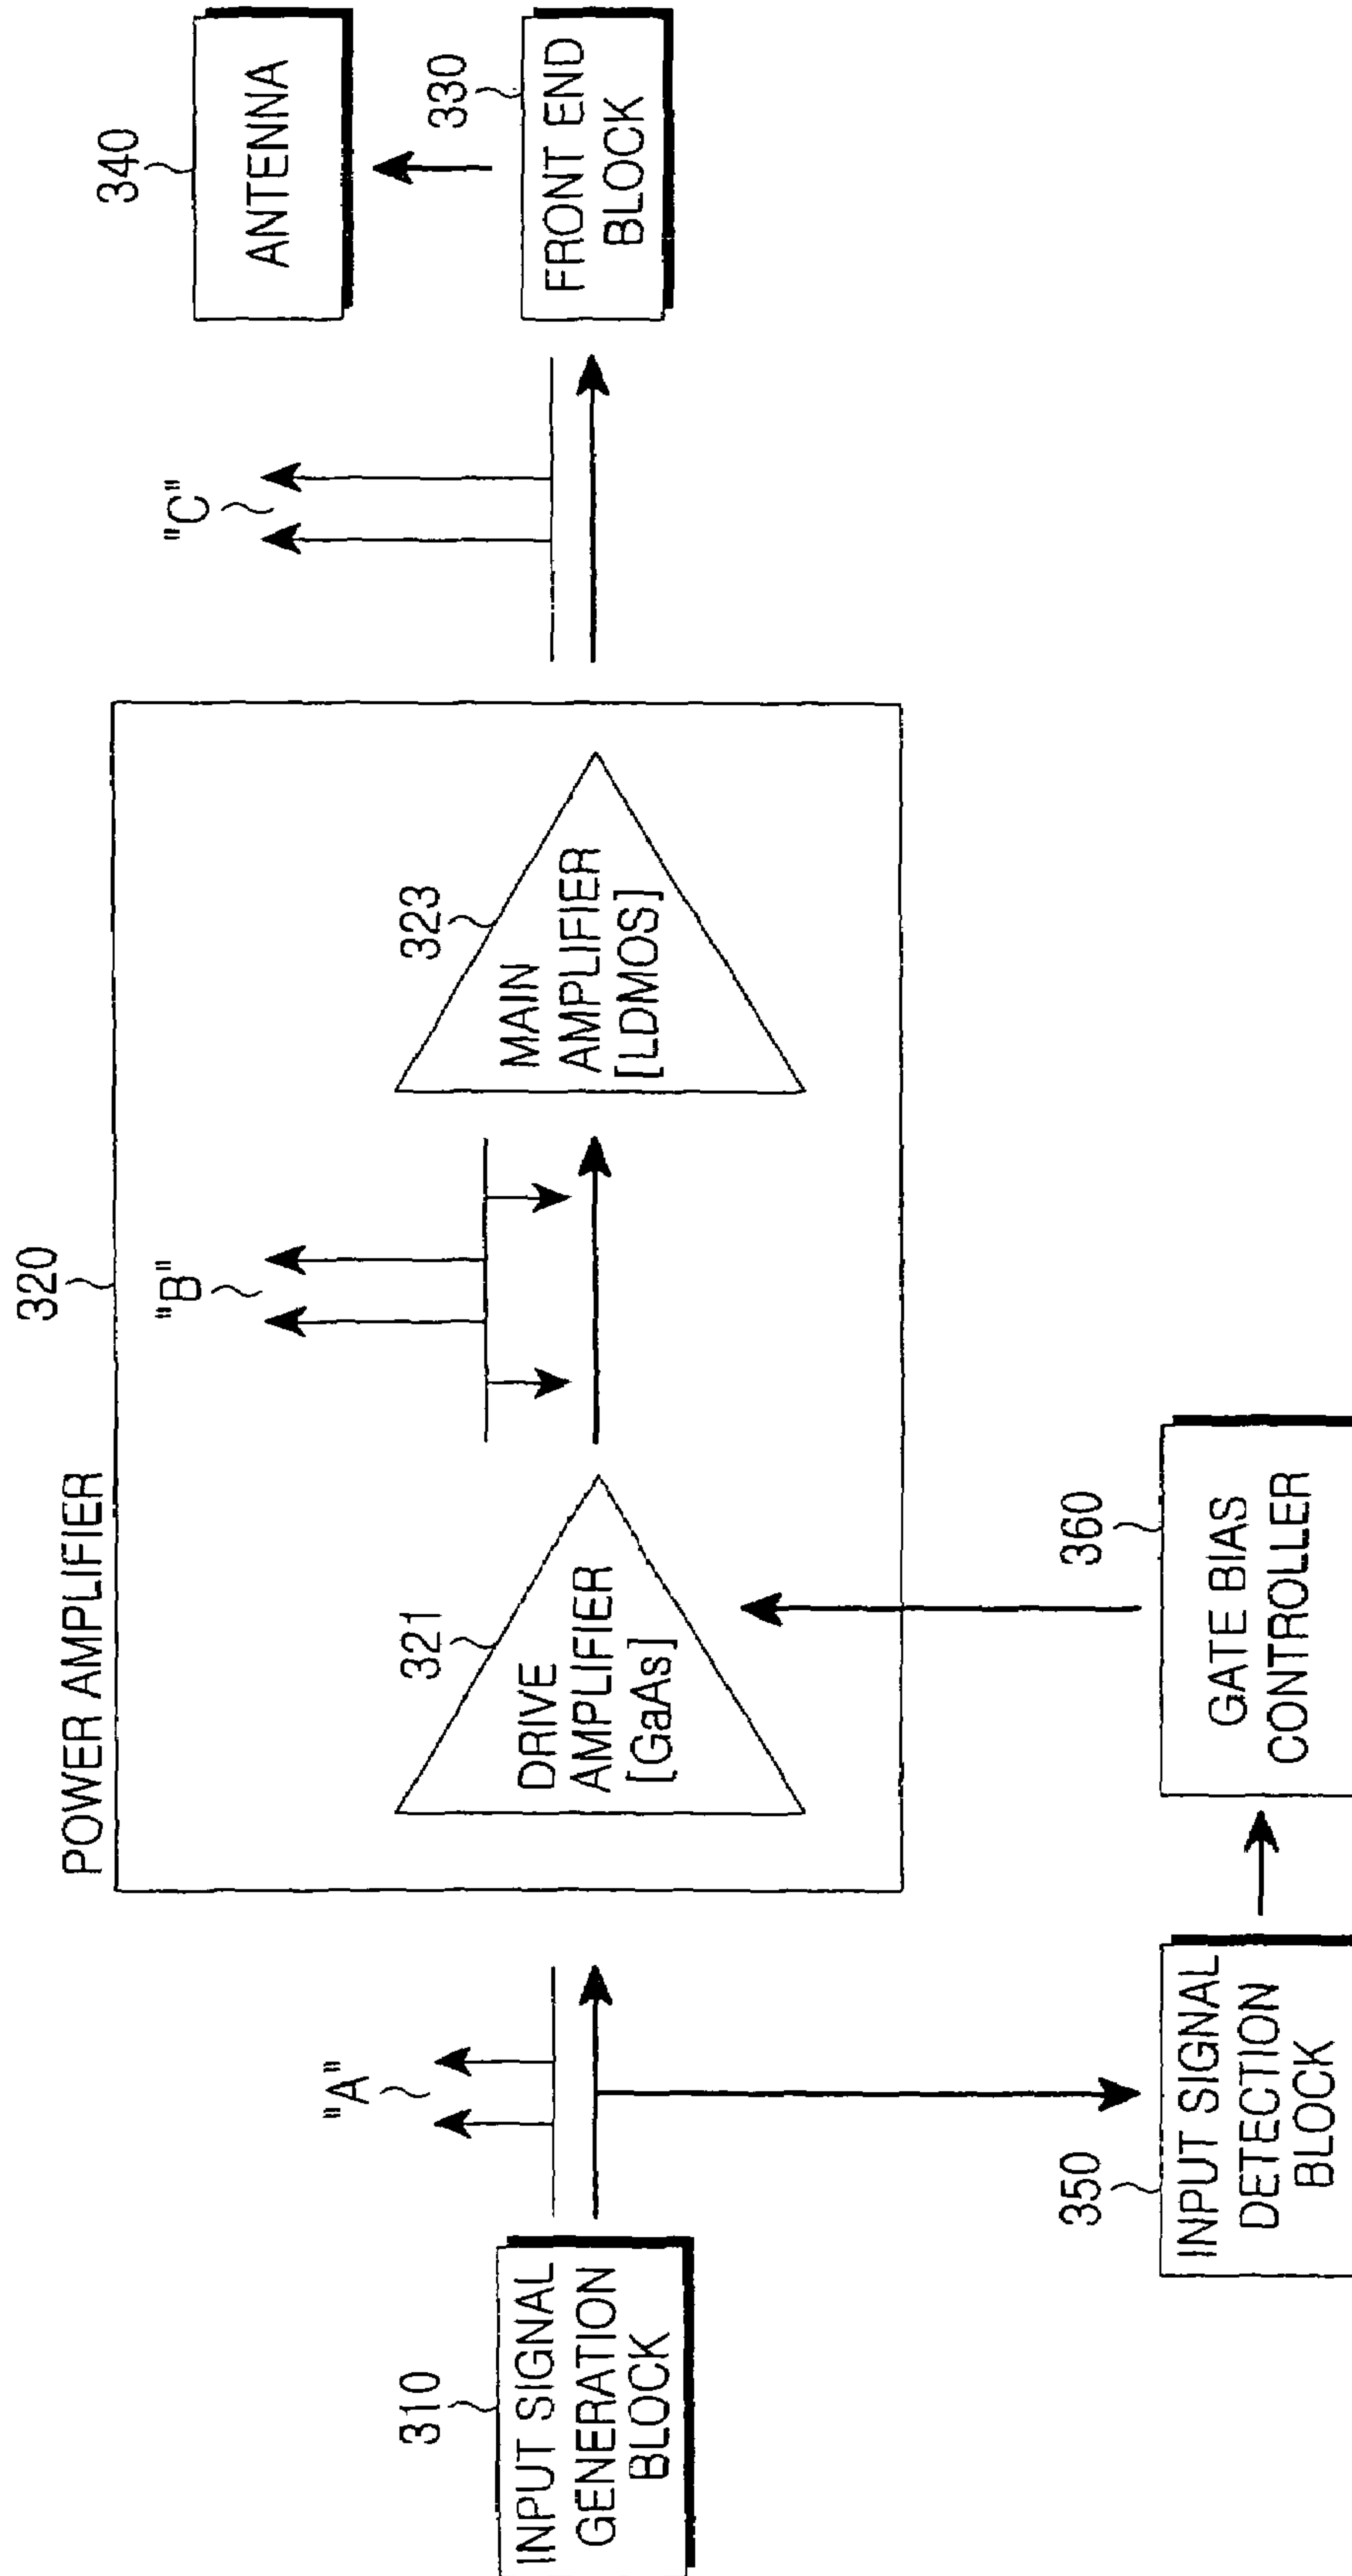 340
ANTENNA
330
FRONT END
BLOCK
"C"
320
POWER AMPLIFIER
"B"
323
MAIN
AMPLIFIER
[LDMOS]
321
DRIVE
AMPLIFIER
[GaAs]
"A"
310
INPUT SIGNAL
GENERATION
BLOCK
360
GATE BIAS
CONTROLLER
350
INPUT SIGNAL
DETECTION
BLOCK